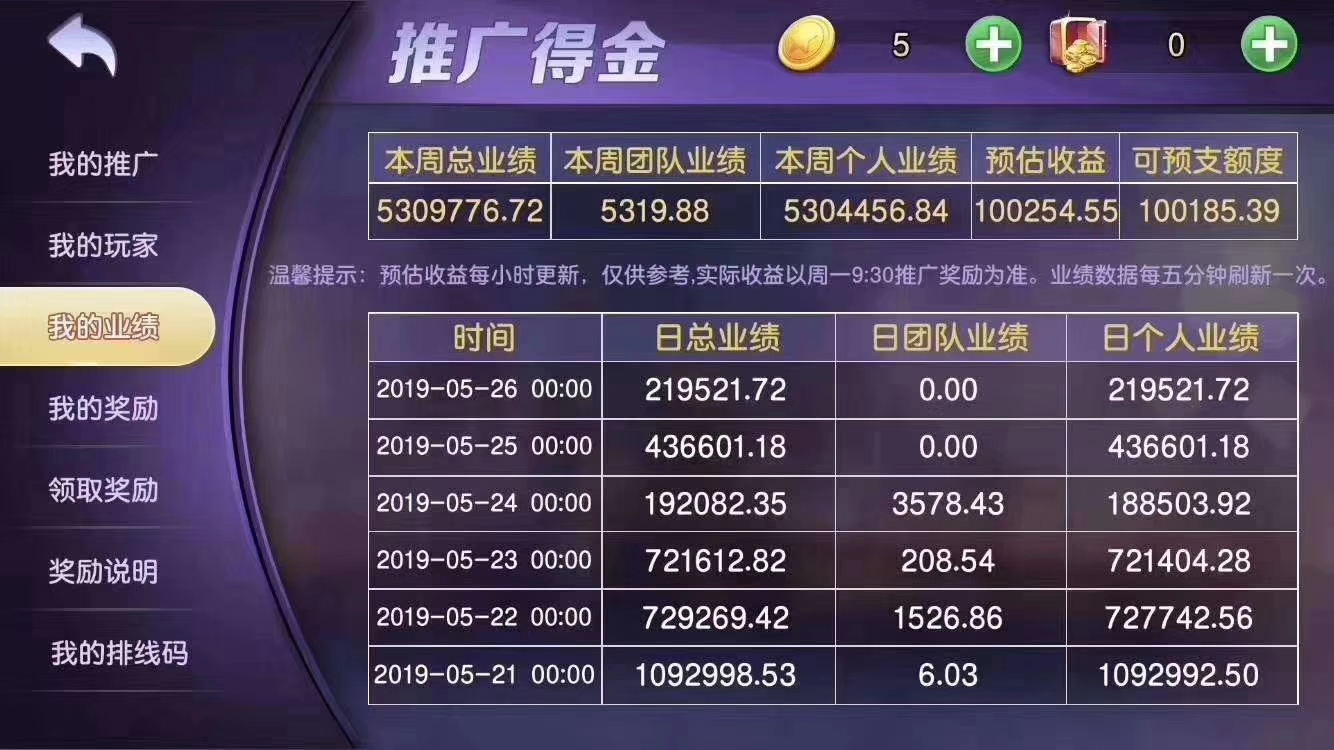 推广得金 5 0
我的推广
我的玩家
我的业绩
我的奖励
领取奖励
奖励说明
我的排线码
本周总业绩 本周团队业绩 本周个人业绩 预估收益 可预支额度
5309776.72 5319.88 5304456.84 100254.55 100185.39
温馨提示：预估收益每小时更新，仅供参考,实际收益以周一9:30推广奖励为准。业绩数据每五分钟刷新一次。
时间 日总业绩 日团队业绩 日个人业绩
2019-05-26 00:00 219521.72 0.00 219521.72
2019-05-25 00:00 436601.18 0.00 436601.18
2019-05-24 00:00 192082.35 3578.43 188503.92
2019-05-23 00:00 721612.82 208.54 721404.28
2019-05-22 00:00 729269.42 1526.86 727742.56
2019-05-21 00:00 1092998.53 6.03 1092992.50